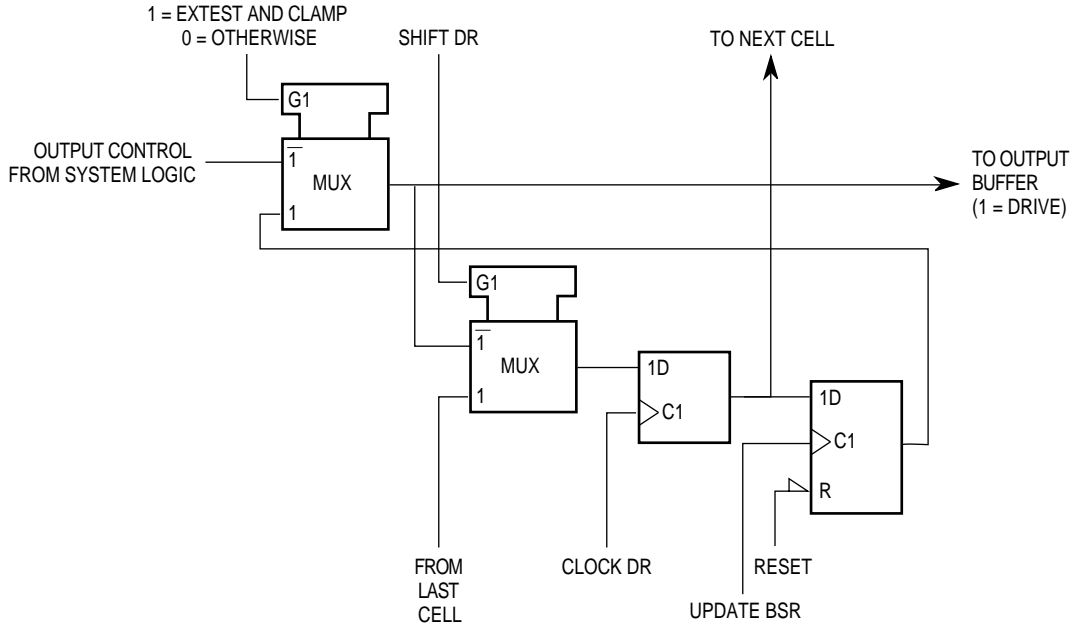 1 = EXTEST AND CLAMP
0 = OTHERWISE
SHIFT DR
TO NEXT CELL
G1
OUTPUT CONTROL
FROM SYSTEM LOGIC
1
MUX
1
TO OUTPUT
BUFFER
(1 = DRIVE)
G1
1
MUX
1
1D
C1
1D
C1
R
FROM
LAST
CELL
CLOCK DR
RESET
UPDATE BSR